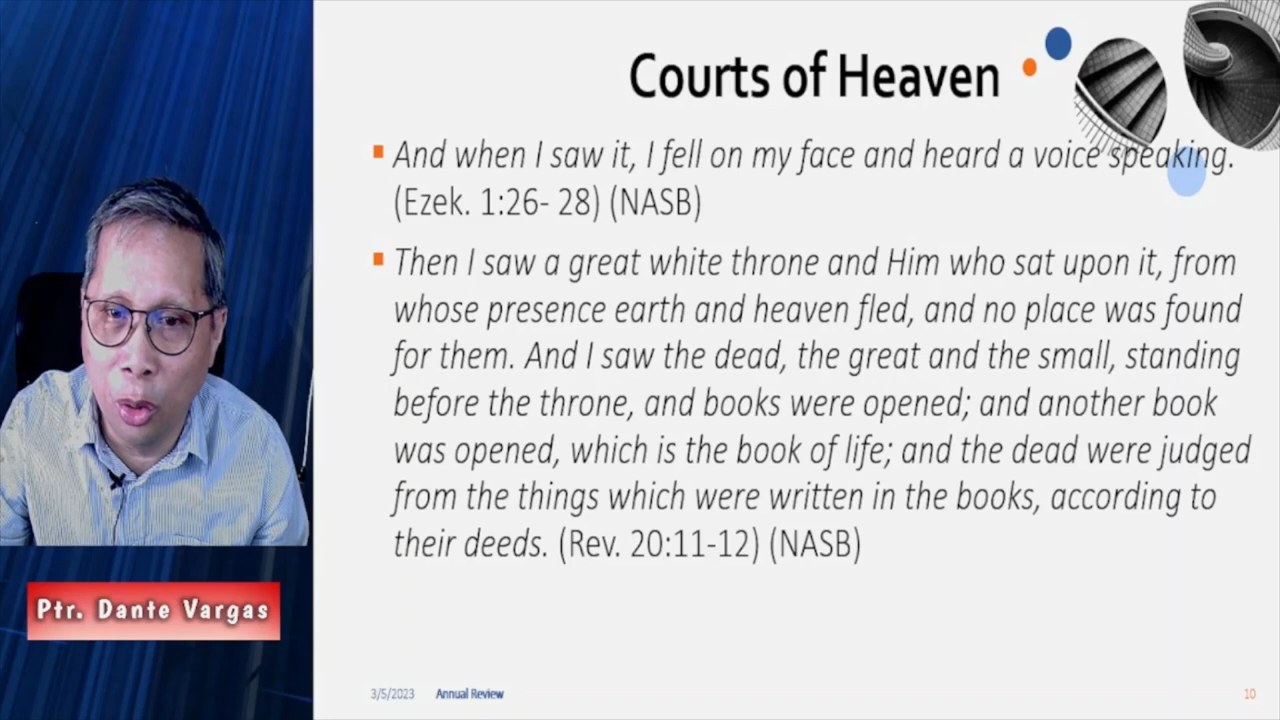 Courts of Heaven
And when I saw it, I fell on my face and heard a voice speaking.
(Ezek. 1:26- 28) (NASB)
Then I saw a great white throne and Him who sat upon it, from
whose presence earth and heaven fled, and no place was found
for them. And I saw the dead, the great and the small, standing
before the throne, and books were opened; and another book
was opened, which is the book of life; and the dead were judged
from the things which were written in the books, according to
their deeds. (Rev. 20:11-12) (NASB)
Ptr. Dante Vargas
3/5/2023 Annual Review 10